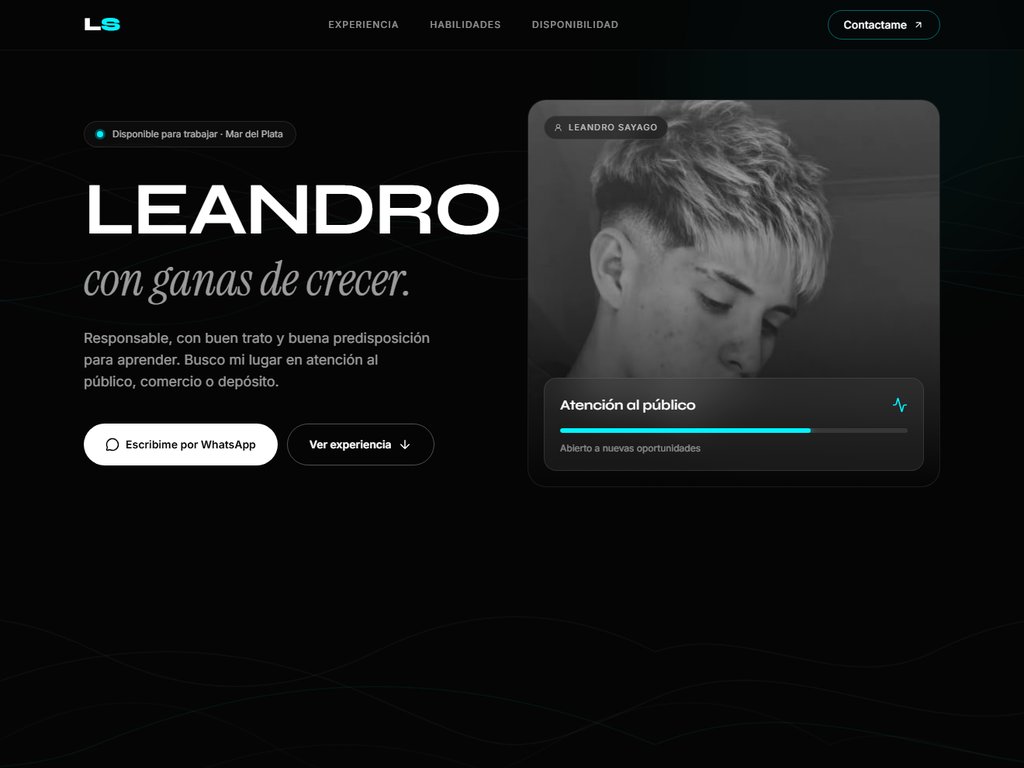 LS
EXPERIENCIA
HABILIDADES
DISPONIBILIDAD
Contactame
Disponible para trabajar · Mar del Plata
LEANDRO
con ganas de crecer.
Responsable, con buen trato y buena predisposición
para aprender. Busco mi lugar en atención al
público, comercio o depósito.
Escribime por WhatsApp
Ver experiencia
LEANDRO SAYAGO
Atención al público
Abierto a nuevas oportunidades